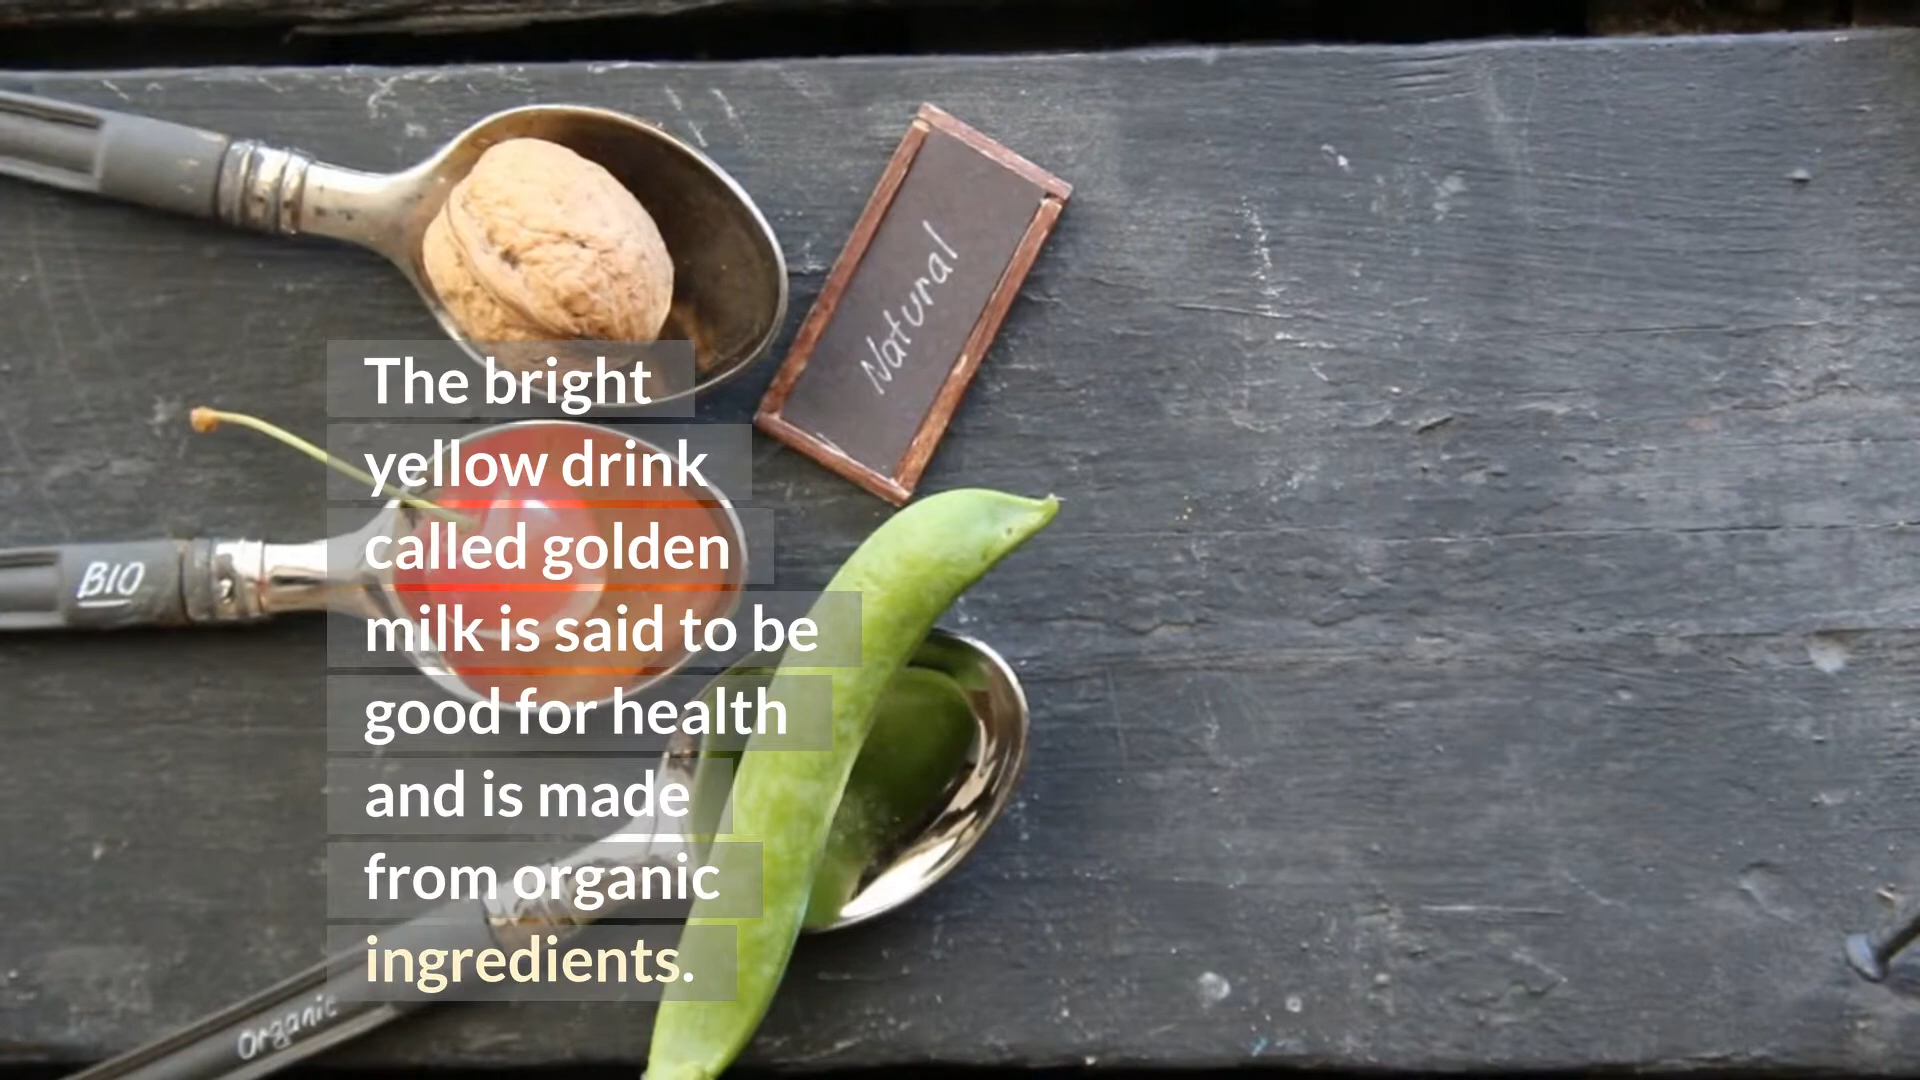 Natural
The bright
yellow drink
called golden
milk is said to be
good for health
and is made
from organic
ingredients.
BIO
Organic